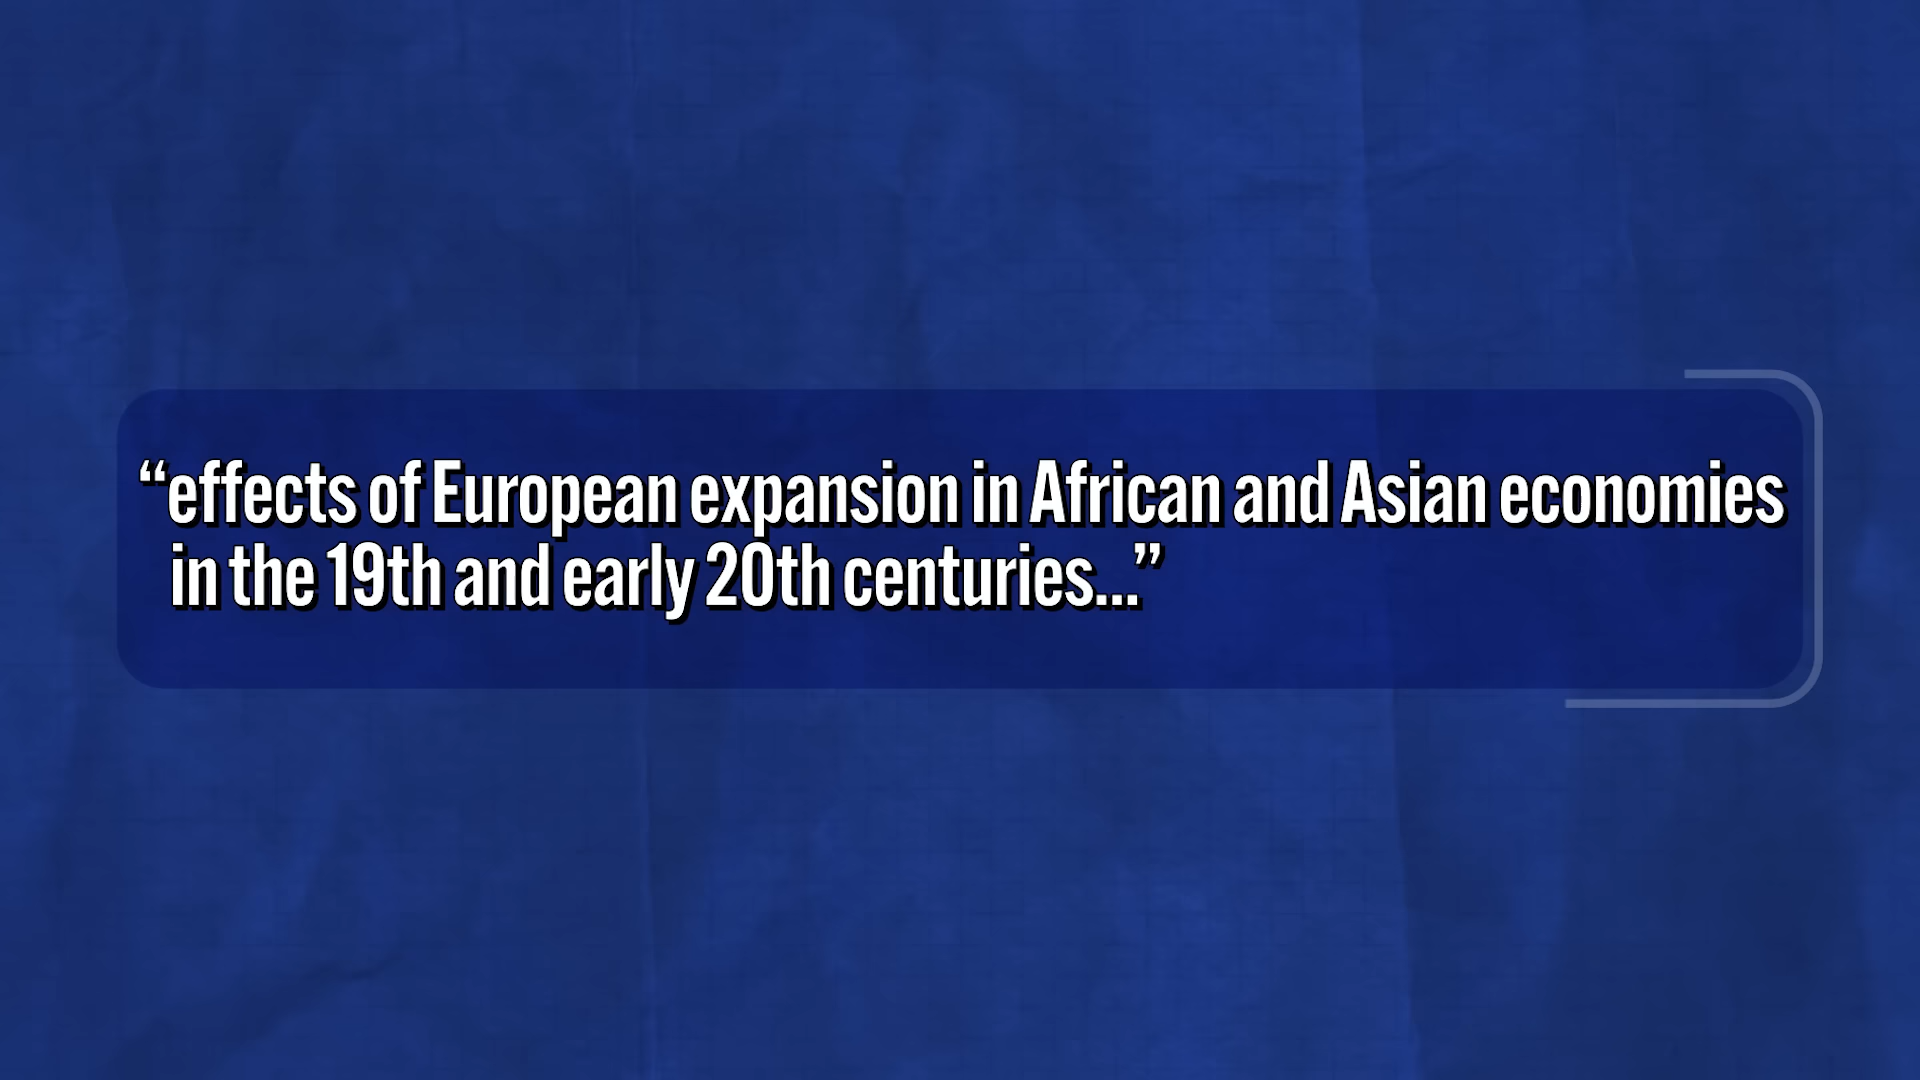 “effects of European expansion in African and Asian economies
in the 19th and early 20th centuries...”